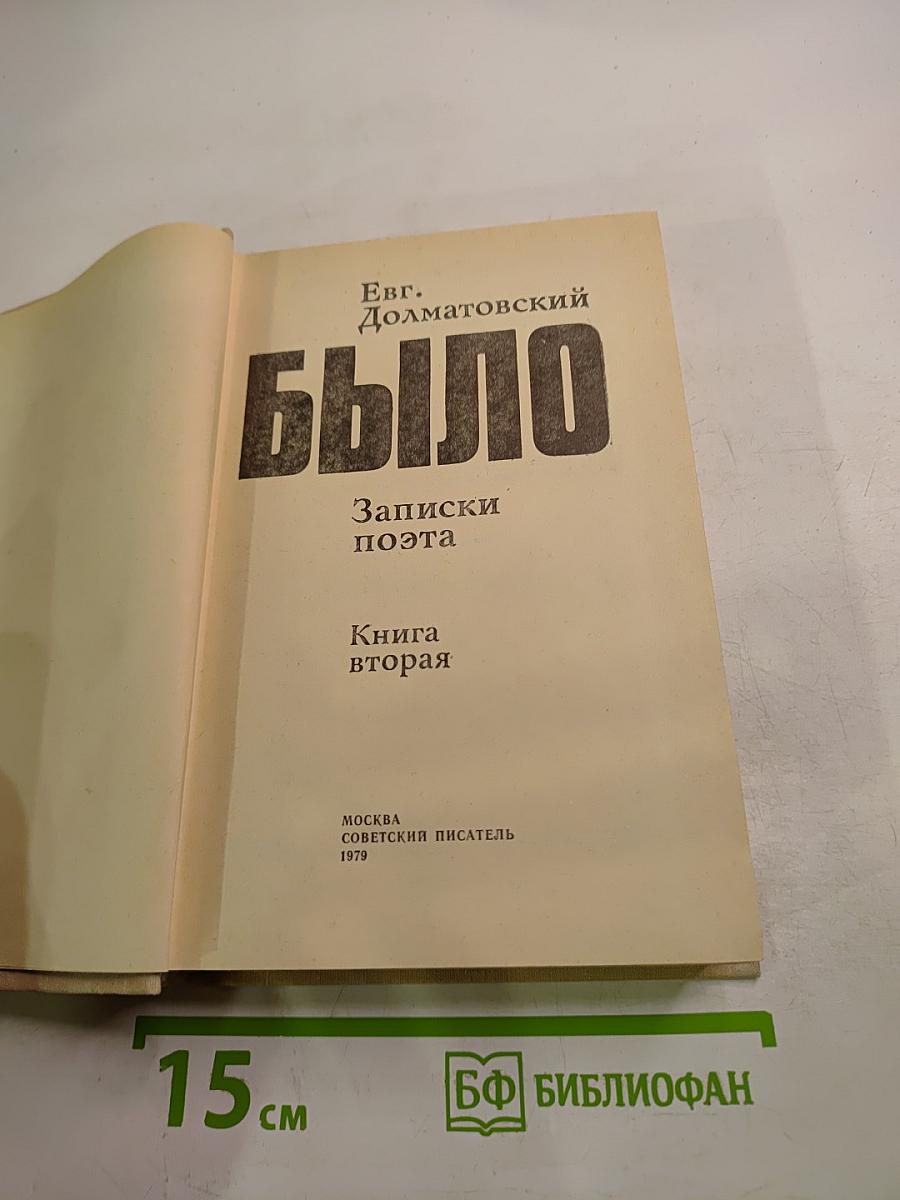 Евг.
Долматовский
БЫЛО
Записки
поэта
Книга
вторая
МОСКВА
СОВЕТСКИЙ ПИСАТЕЛЬ
1979
15 см
БФ БИБЛИОФАН